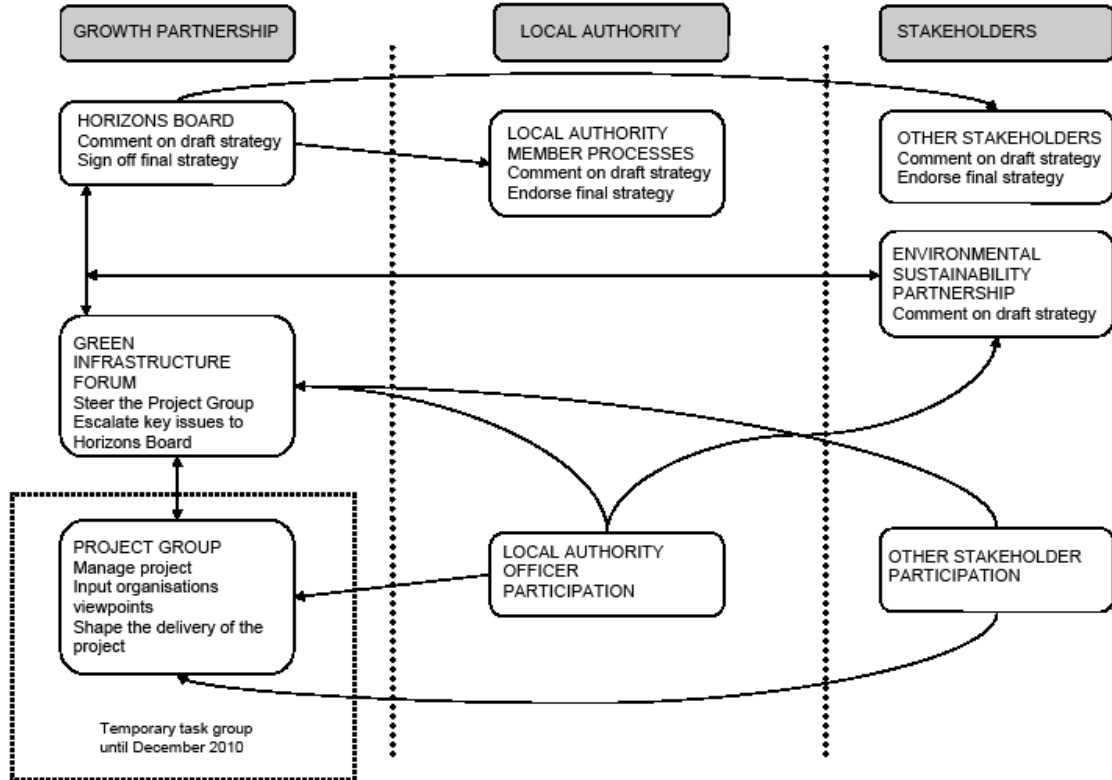 GROWTH PARTNERSHIP
LOCAL AUTHORITY
STAKEHOLDERS
HORIZONS BOARD
Comment on draft strategy
Sign off final strategy
LOCAL AUTHORITY
MEMBER PROCESSES
Comment on draft strategy
Endorse final strategy
OTHER STAKEHOLDERS
Comment on draft strategy
Endorse final strategy
ENVIRONMENTAL
SUSTAINABILITY
PARTNERSHIP
Comment on draft strategy
GREEN
INFRASTRUCTURE
FORUM
Steer the Project Group
Escalate key issues to
Horizons Board
PROJECT GROUP
Manage project
Input organisations
viewpoints
Shape the delivery of the
project
LOCAL AUTHORITY
OFFICER
PARTICIPATION
OTHER STAKEHOLDER
PARTICIPATION
Temporary task group
until December 2010